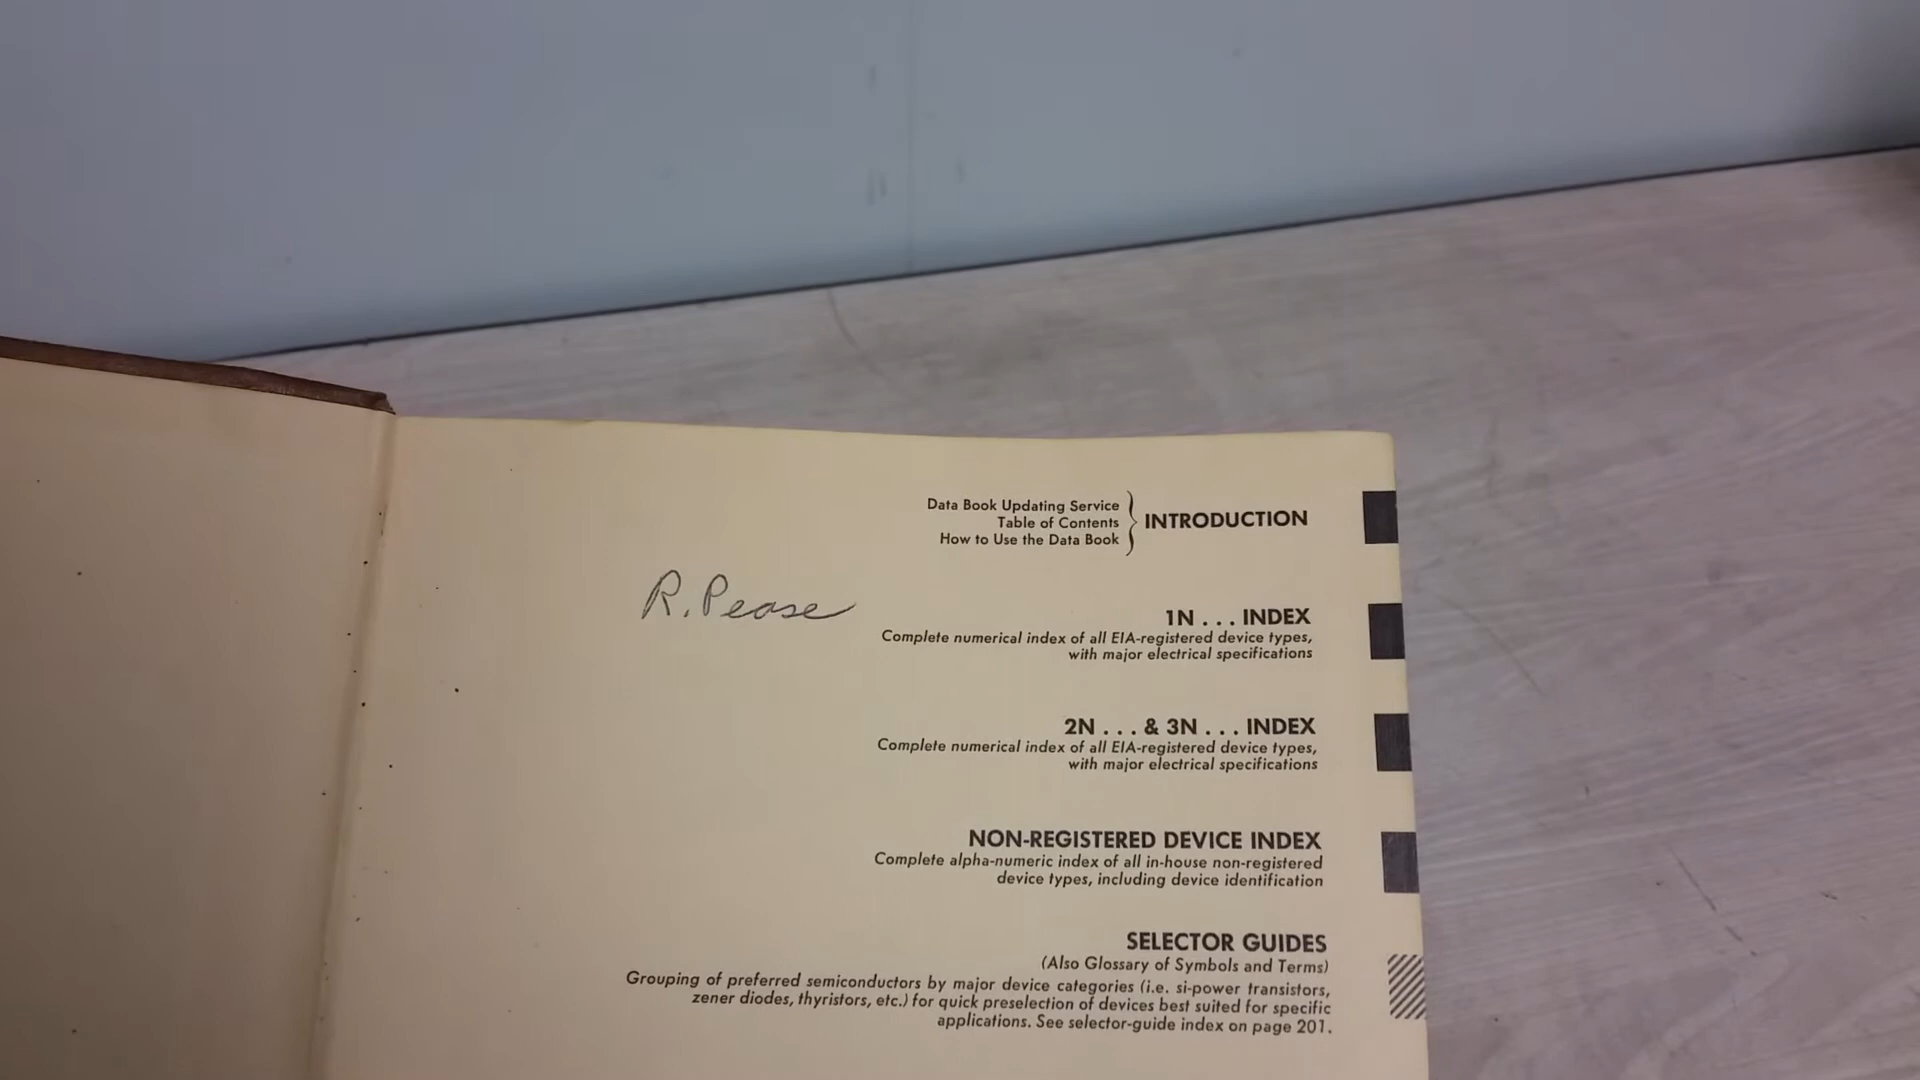 Data Book Updating Service
Table of Contents
How to Use the Data Book
INTRODUCTION
R. Pease
1N . . . INDEX
Complete numerical index of all EIA-registered device types,
with major electrical specifications
2N . . . & 3N . . . INDEX
Complete numerical index of all EIA-registered device types,
with major electrical specifications
NON-REGISTERED DEVICE INDEX
Complete alpha-numeric index of all in-house non-registered
device types, including device identification
SELECTOR GUIDES
(Also Glossary of Symbols and Terms)
Grouping of preferred semiconductors by major device categories (i.e. si-power transistors,
zener diodes, thyristors, etc.) for quick preselection of devices best suited for specific
applications. See selector-guide index on page 201.